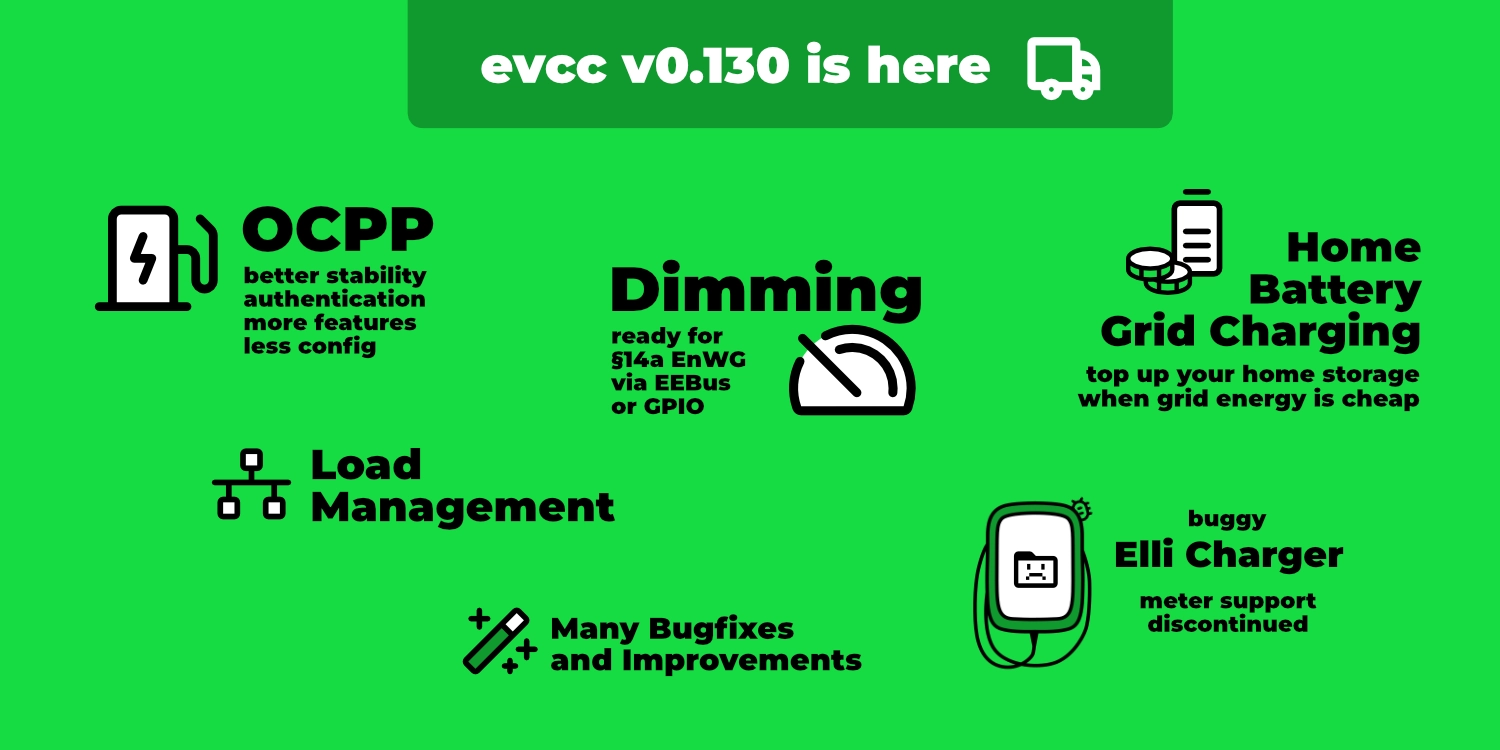 evcc v0.130 is here
OCPP
better stability
authentication
more features
less config
Dimming
ready for
§14a EnWG
via EEBus
or GPIO
Home
Battery
Grid Charging
top up your home storage
when grid energy is cheap
Load
Management
buggy
Elli Charger
meter support
discontinued
Many Bugfixes
and Improvements